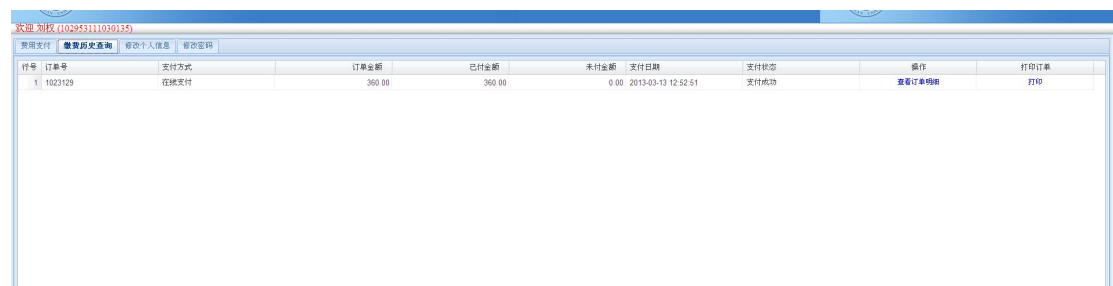 欢迎 刘权 (102953111030135)
费用支付 缴费历史查询 修改个人信息 修改密码
行号 订单号 支付方式 订单金额 已付金额 未付金额 支付日期 支付状态 操作 打印订单
1 1023129 在线支付 360.00 360.00 0.00 2013-03-13 12:52:51 支付成功 查看订单明细 打印